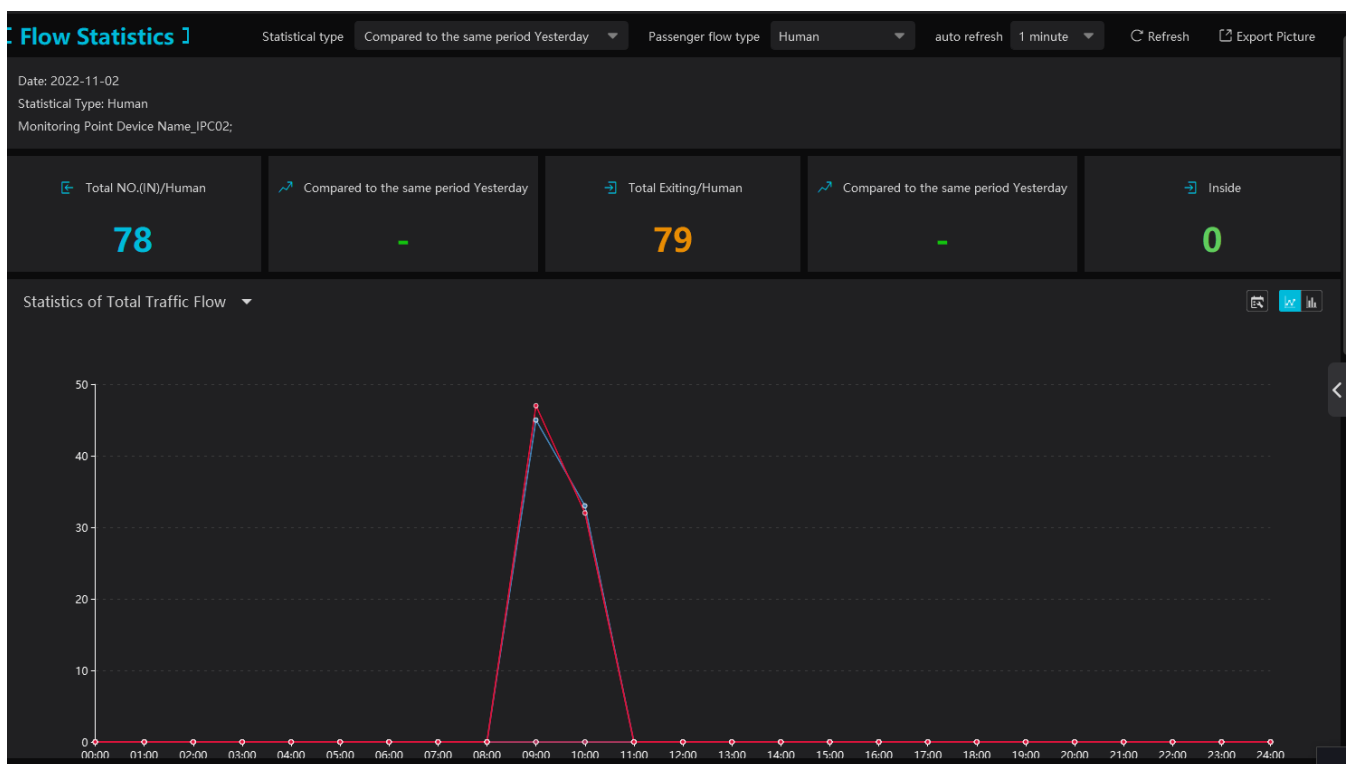 [ Flow Statistics ] Statistical type Compared to the same period Yesterday Passenger flow type Human auto refresh 1 minute Refresh Export Picture
Date: 2022-11-02
Statistical Type: Human
Monitoring Point Device Name_IPC02;
Total NO.(IN)/Human Compared to the same period Yesterday Total Exiting/Human Compared to the same period Yesterday Inside
78 - 79 - 0
Statistics of Total Traffic Flow
50
40
30
20
10
0
00:00 01:00 02:00 03:00 04:00 05:00 06:00 07:00 08:00 09:00 10:00 11:00 12:00 13:00 14:00 15:00 16:00 17:00 18:00 19:00 20:00 21:00 22:00 23:00 24:00